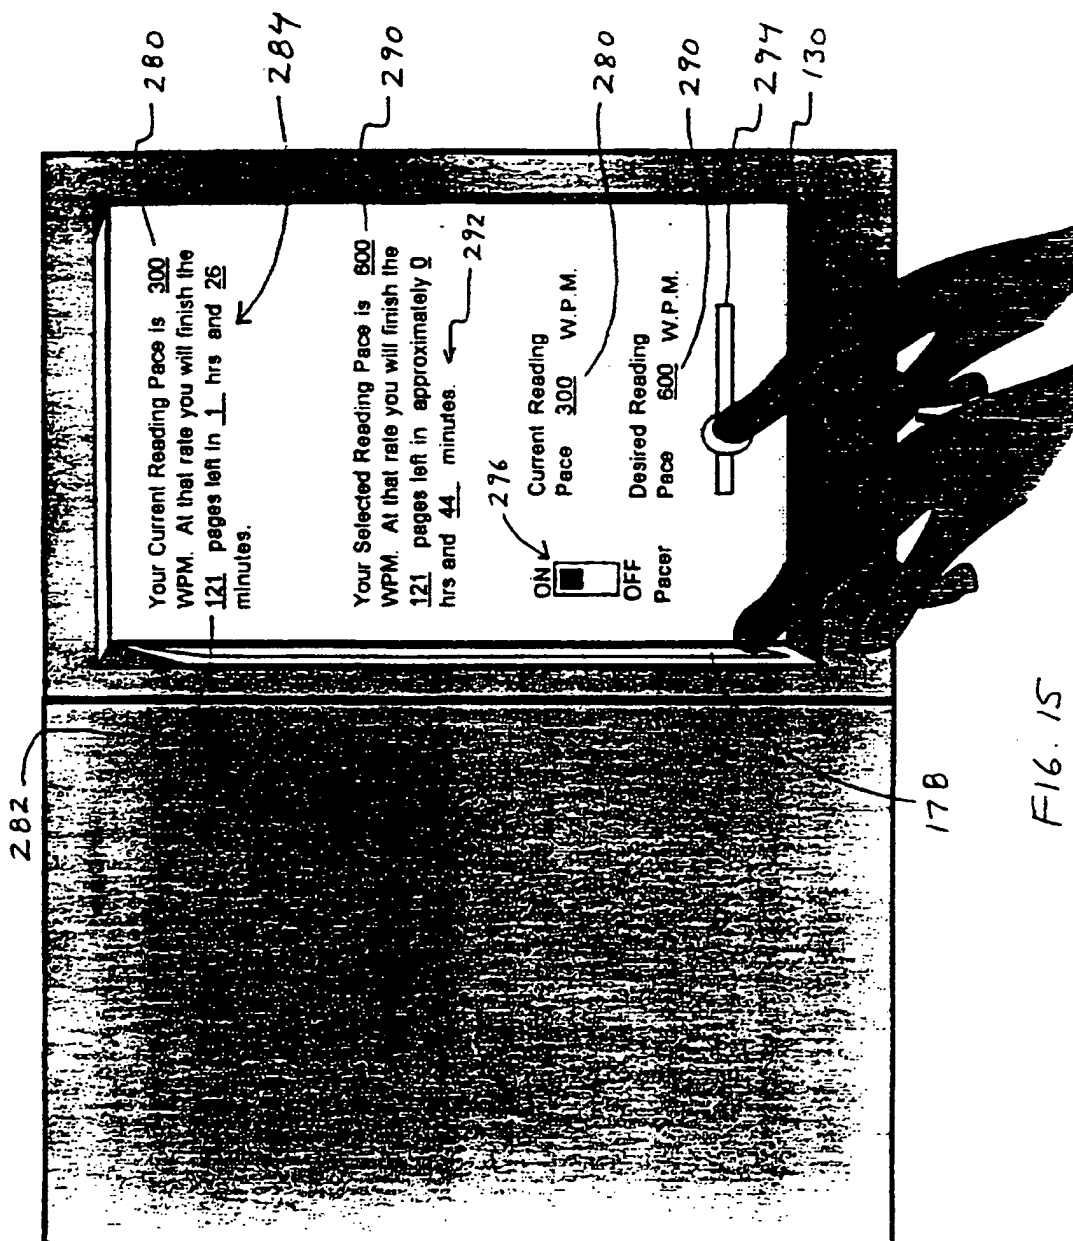 280
284
290
Your Current Reading Pace is 300
WPM. At that rate you will finish the
121 pages left in 1 hrs and 26
minutes.
Your Selected Reading Pace is 600
WPM. At that rate you will finish the
121 pages left in approximately 0
hrs and 44 minutes.
292
296
ON
OFF
Pacer
Current Reading
Pace 300 W.P.M.
Desired Reading
Pace 600 W.P.M.
280
290
294
130
282
17B
FIG. 15